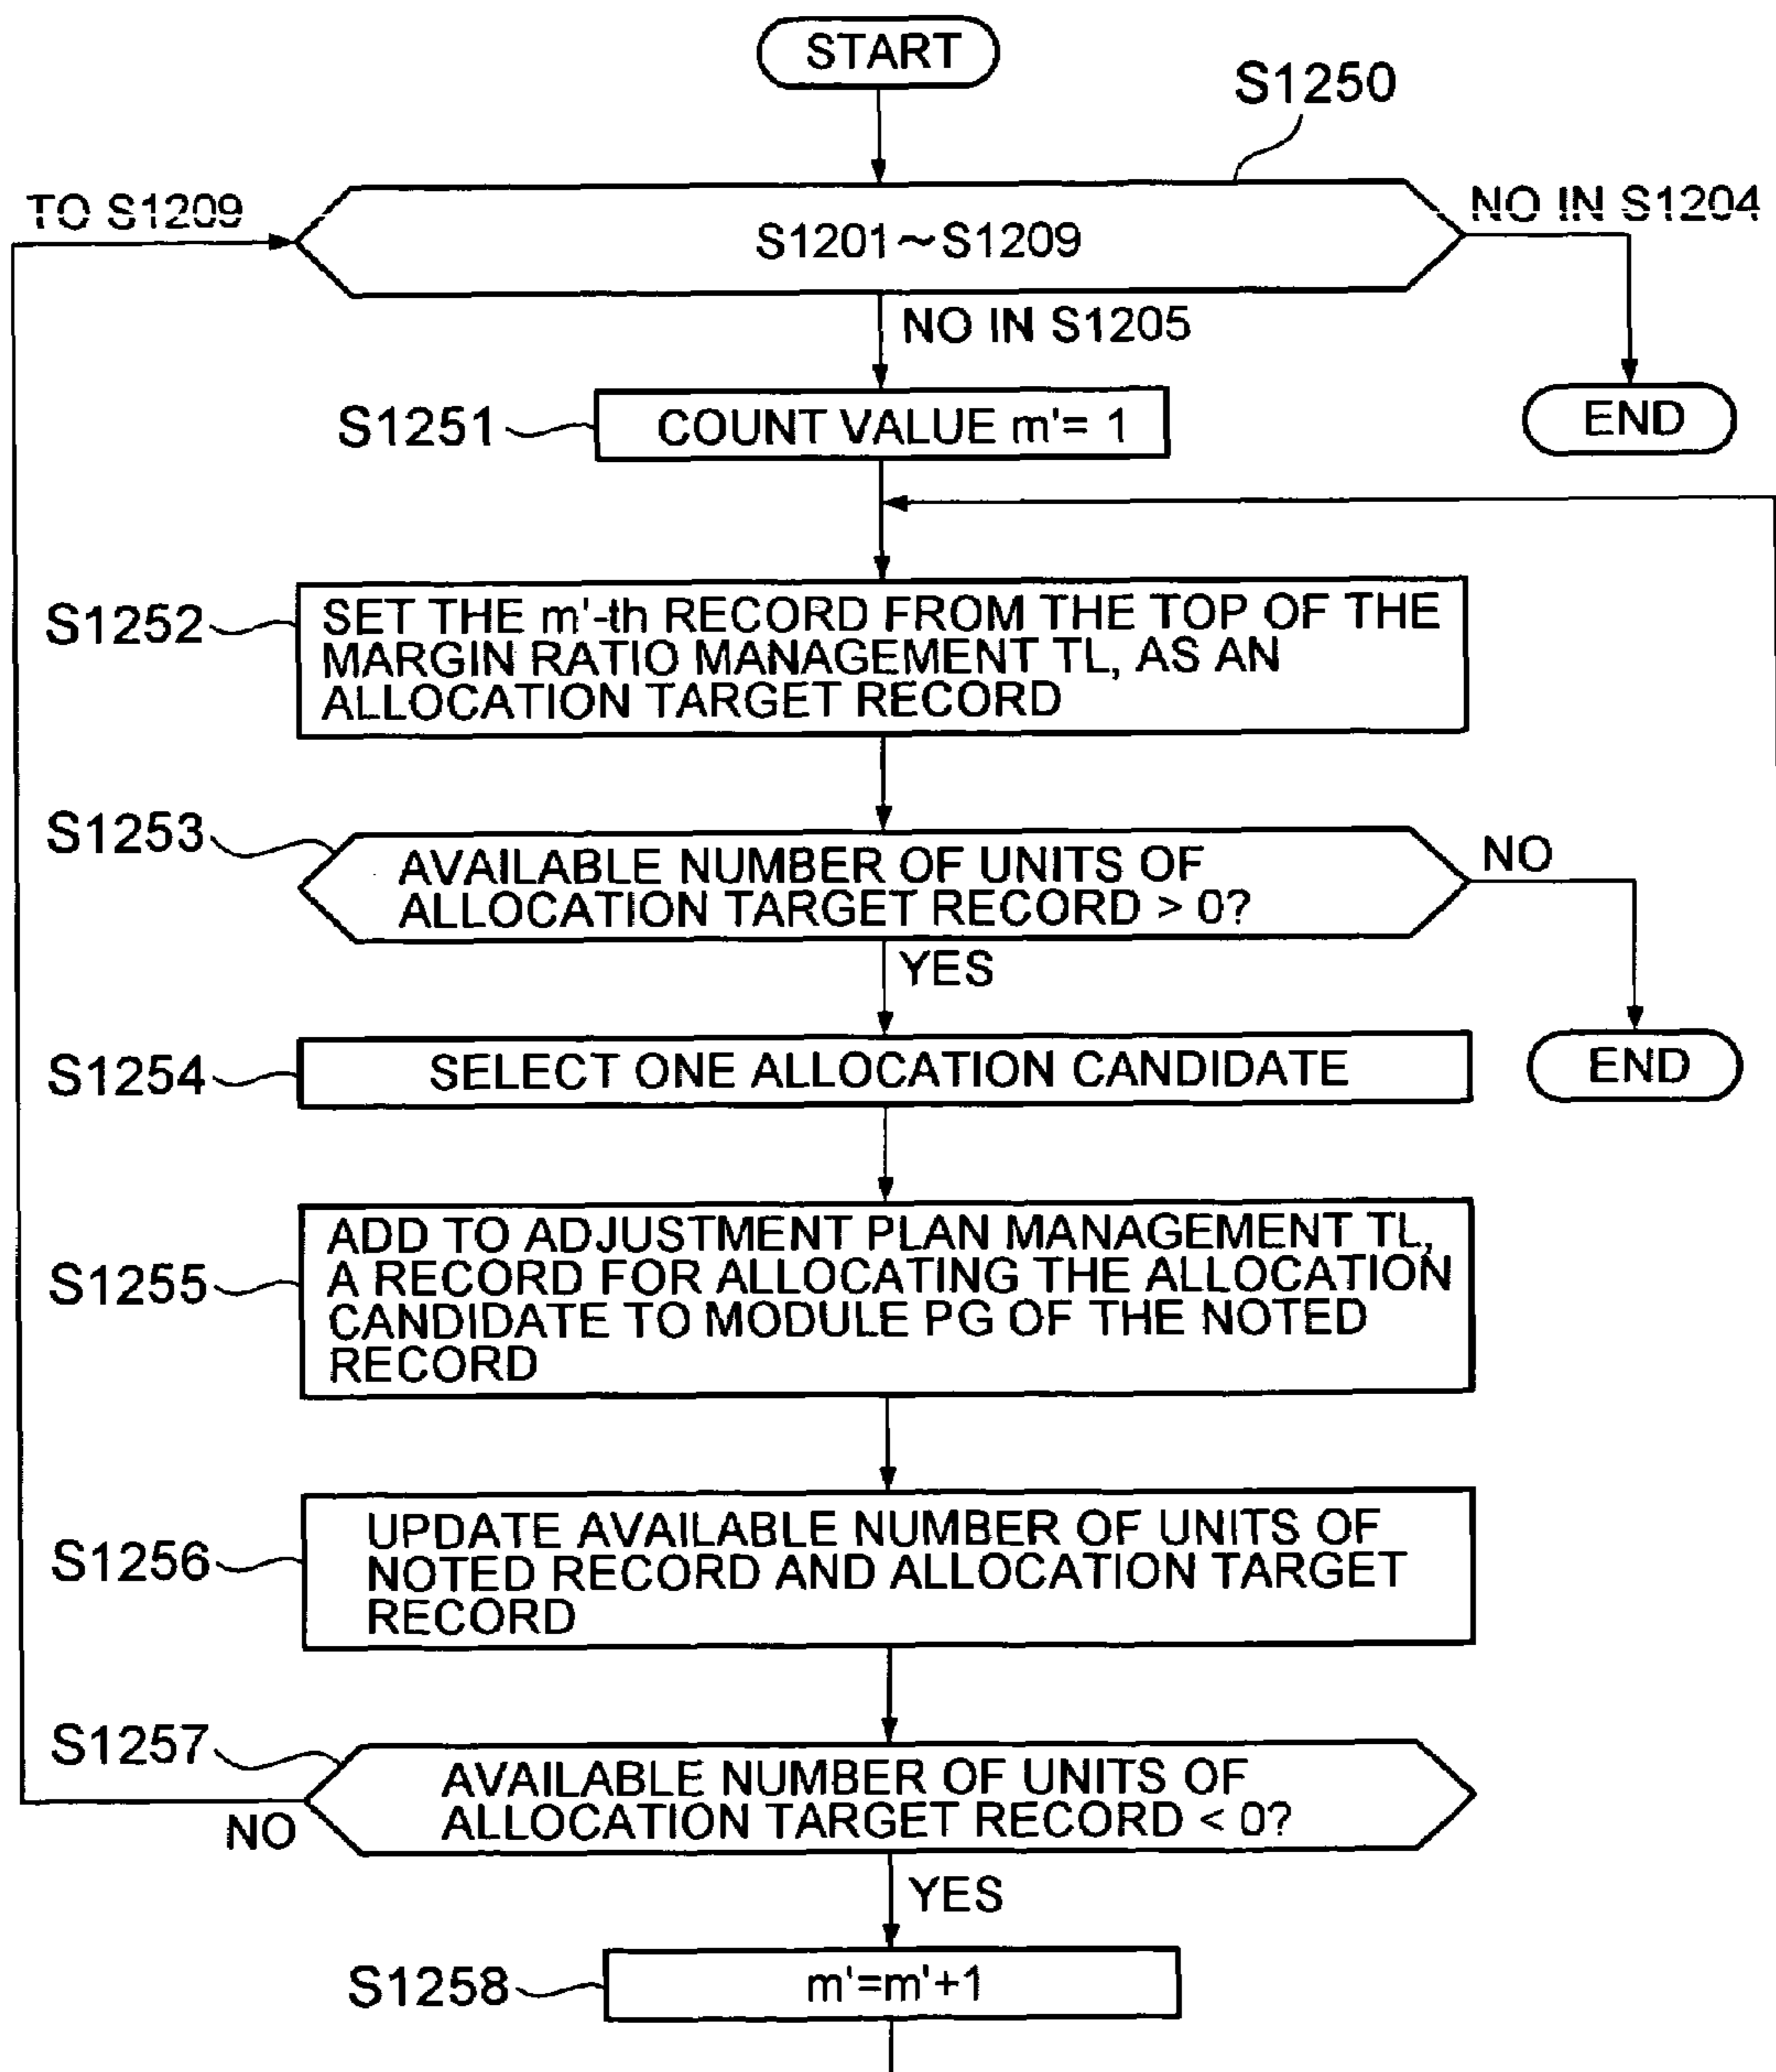 START
S1250
TO S1209
NO IN S1204
S1201~S1209
NO IN S1205
S1251
COUNT VALUE m'= 1
END
S1252
SET THE m'-th RECORD FROM THE TOP OF THE
MARGIN RATIO MANAGEMENT TL, AS AN
ALLOCATION TARGET RECORD
S1253
AVAILABLE NUMBER OF UNITS OF
ALLOCATION TARGET RECORD > 0?
NO
YES
S1254
SELECT ONE ALLOCATION CANDIDATE
END
S1255
ADD TO ADJUSTMENT PLAN MANAGEMENT TL,
A RECORD FOR ALLOCATING THE ALLOCATION
CANDIDATE TO MODULE PG OF THE NOTED
RECORD
S1256
UPDATE AVAILABLE NUMBER OF UNITS OF
NOTED RECORD AND ALLOCATION TARGET
RECORD
S1257
AVAILABLE NUMBER OF UNITS OF
ALLOCATION TARGET RECORD < 0?
NO
YES
S1258
m'=m'+1